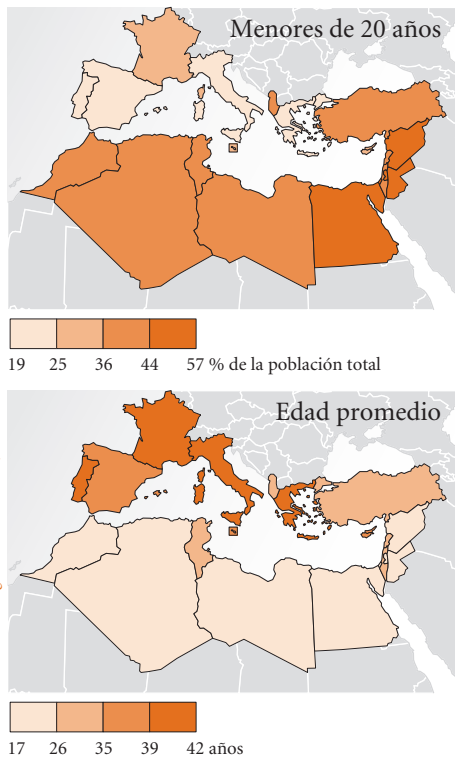 Menores de 20 años
19 25 36 44 57 % de la población total
Edad promedio
17 26 35 39 42 años